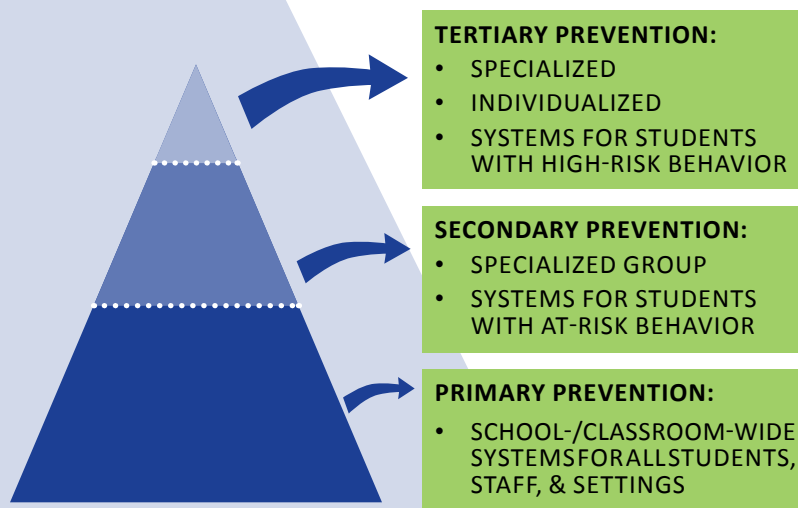 TERTIARY PREVENTION:
• SPECIALIZED
• INDIVIDUALIZED
• SYSTEMS FOR STUDENTS
WITH HIGH-RISK BEHAVIOR
SECONDARY PREVENTION:
• SPECIALIZED GROUP
• SYSTEMS FOR STUDENTS
WITH AT-RISK BEHAVIOR
PRIMARY PREVENTION:
• SCHOOL-/CLASSROOM-WIDE
SYSTEMSFORALLSTUDENTS,
STAFF, & SETTINGS